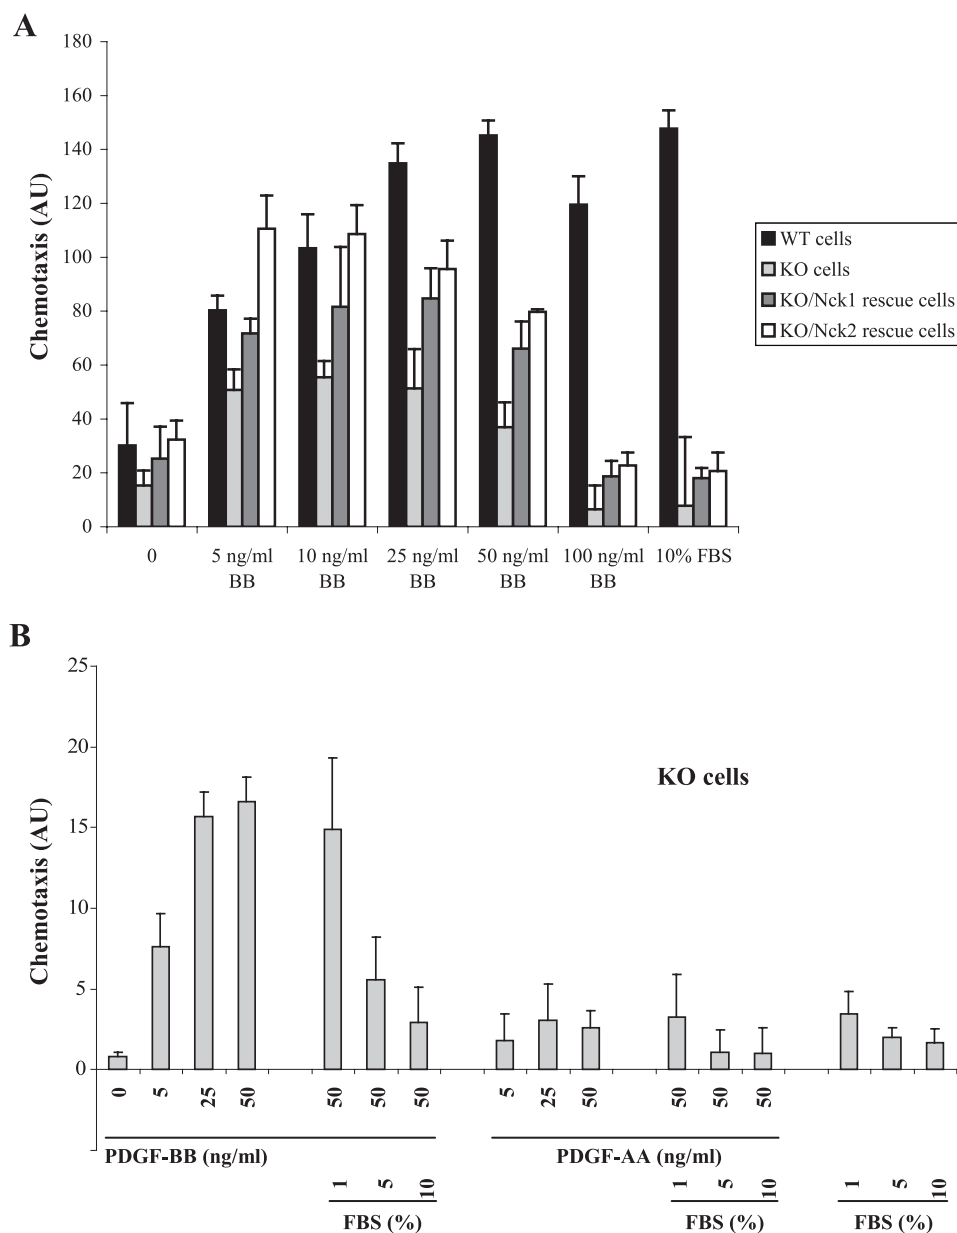 A
180
160
140
120
100
80
60
40
20
0
Chemotaxis (AU)
0
5 ng/ml
BB
10 ng/ml
BB
25 ng/ml
BB
50 ng/ml
BB
100 ng/ml
BB
10% FBS
WT cells
KO cells
KO/Nck1 rescue cells
KO/Nck2 rescue cells
B
25
20
15
10
5
0
Chemotaxis (AU)
KO cells
0 5 25 50 50 50 50 5 25 50 50 50 50
PDGF-BB (ng/ml) PDGF-AA (ng/ml)
1 5 10 1 5 10 1 5 10
FBS (%) FBS (%) FBS (%)